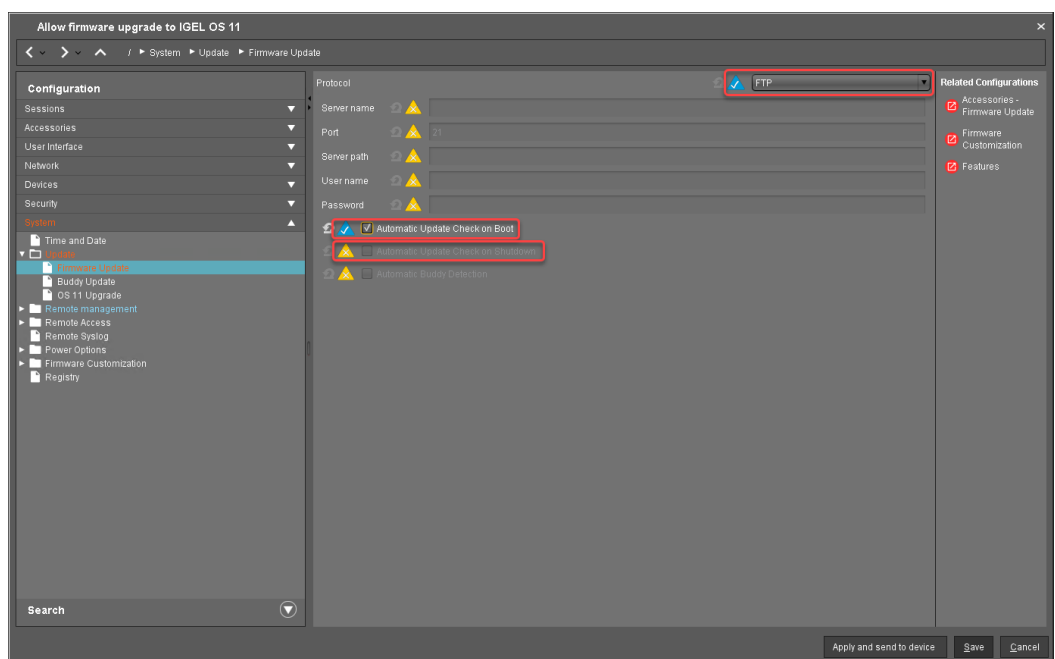 Allow firmware upgrade to IGEL OS 11
/ System Update Firmware Update
Configuration
Sessions
Accessories
User Interface
Network
Devices
Security
System
Time and Date
Update
Firmware Update
Buddy Update
OS 11 Upgrade
Remote management
Remote Access
Remote Syslog
Power Options
Firmware Customization
Registry
Search
Protocol
FTP
Server name
Port
21
Server path
User name
Password
Automatic Update Check on Boot
Automatic Update Check on Shutdown
Automatic Buddy Detection
Related Configurations
Accessories -
Firmware Update
Firmware
Customization
Features
Apply and send to device
Save
Cancel